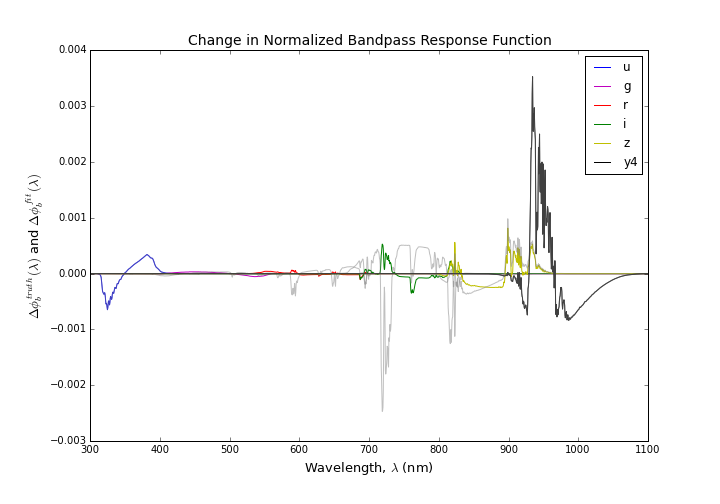 Change in Normalized Bandpass Response Function
0.004
0.003
0.002
0.001
0.000
−0.001
−0.002
−0.003
Δϕ_b^{truth}(λ) and Δϕ_b^{fit}(λ)
u
g
r
i
z
y4
300 400 500 600 700 800 900 1000 1100
Wavelength, λ (nm)